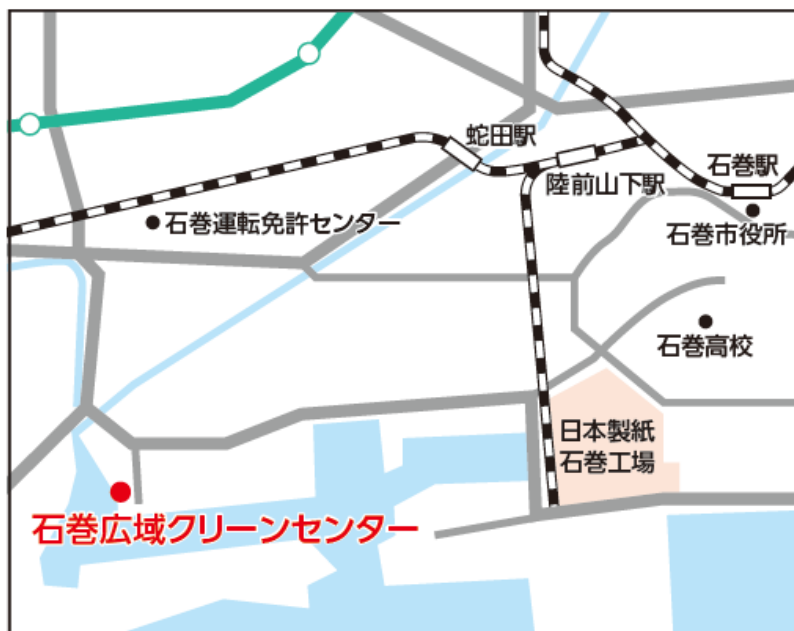 蛇田駅
石巻駅
陸前山下駅
石巻運転免許センター
石巻市役所
石巻高校
日本製紙
石巻工場
石巻広域クリーンセンター